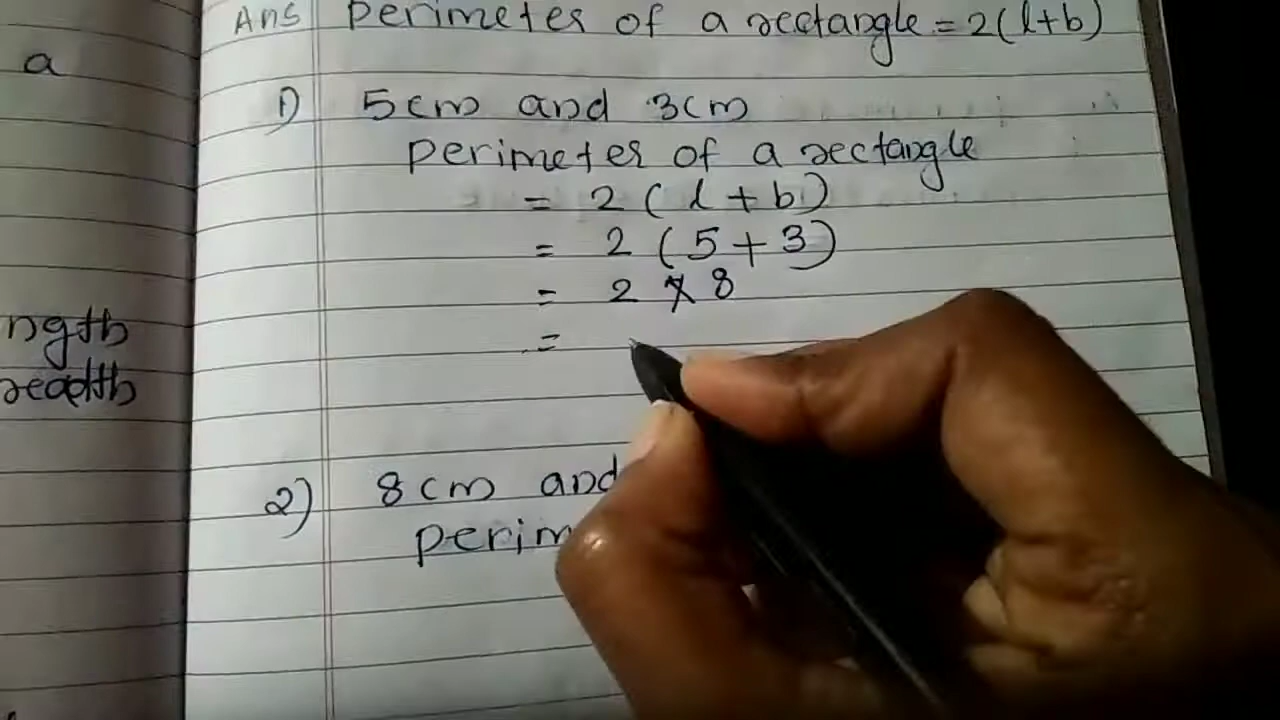 a
Ans perimeter of a rectangle = 2(l+b)
1) 5cm and 3cm
perimeter of a rectangle
= 2 (l + b)
= 2 (5 + 3)
= 2 × 8
=
2) 8cm and
perim
ngth
readth